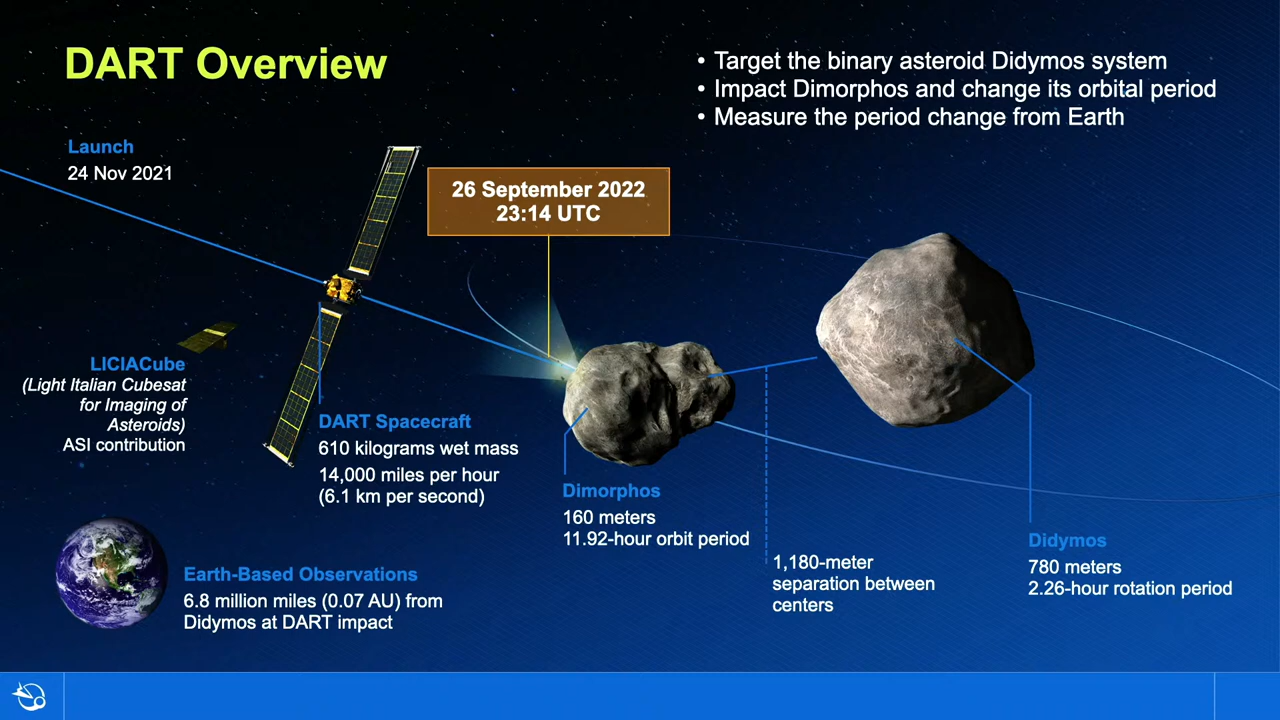 DART Overview
• Target the binary asteroid Didymos system
• Impact Dimorphos and change its orbital period
• Measure the period change from Earth
Launch
24 Nov 2021
26 September 2022
23:14 UTC
LICIACube
(Light Italian Cubesat
for Imaging of
Asteroids)
ASI contribution
DART Spacecraft
610 kilograms wet mass
14,000 miles per hour
(6.1 km per second)
Dimorphos
160 meters
11.92-hour orbit period
1,180-meter
separation between
centers
Didymos
780 meters
2.26-hour rotation period
Earth-Based Observations
6.8 million miles (0.07 AU) from
Didymos at DART impact